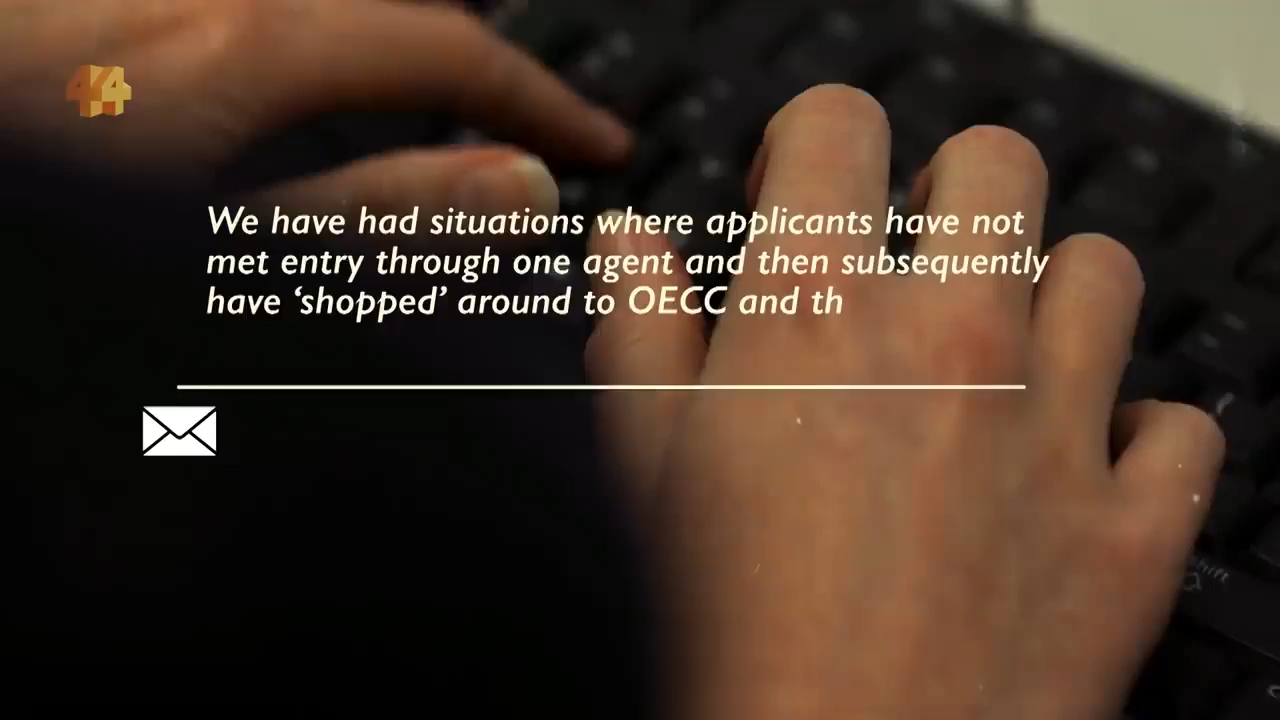 We have had situations where applicants have not
met entry through one agent and then subsequently
have ‘shopped’ around to OECC and th
shift